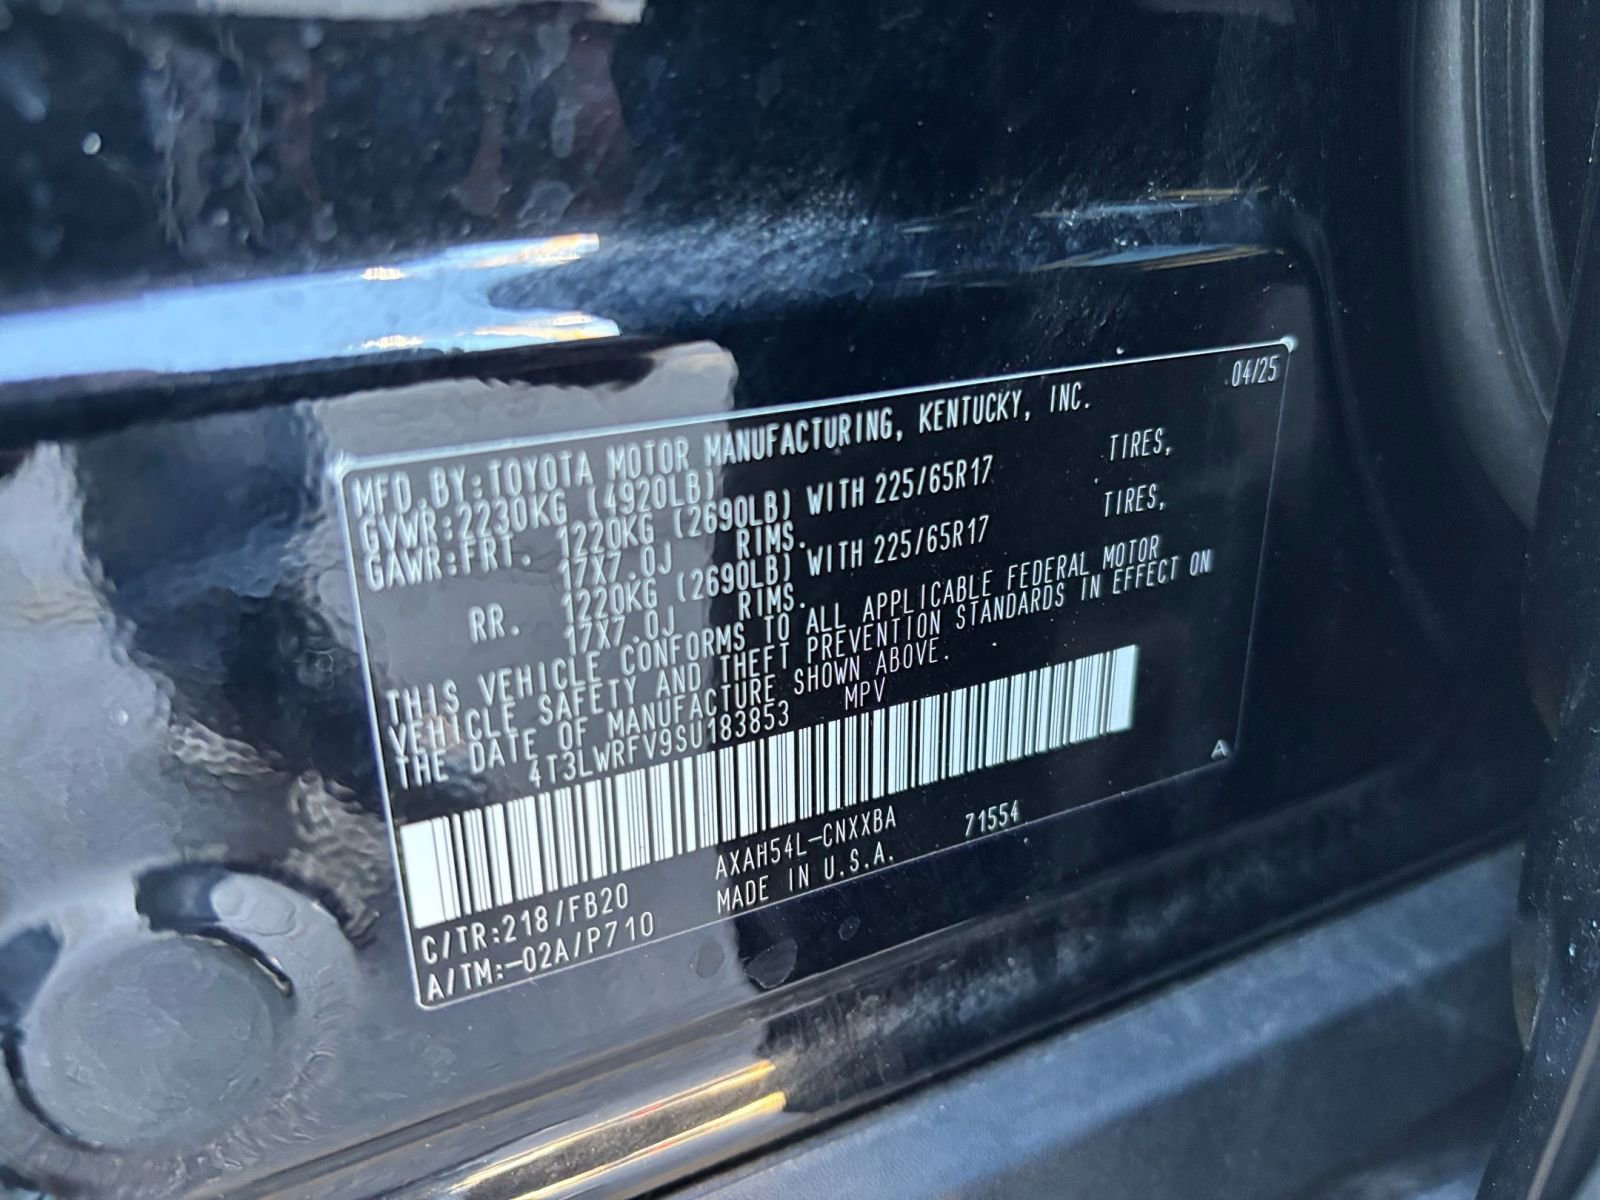 04/25
MFD.BY:TOYOTA MOTOR MANUFACTURING, KENTUCKY, INC.
GVWR:2230KG (4920LB)
GAWR:FRT. 1220KG (2690LB) WITH 225/65R17 TIRES,
17X7.0J RIMS.
RR. 1220KG (2690LB) WITH 225/65R17 TIRES,
17X7.0J RIMS.
THIS VEHICLE CONFORMS TO ALL APPLICABLE FEDERAL MOTOR
VEHICLE SAFETY AND THEFT PREVENTION STANDARDS IN EFFECT ON
THE DATE OF MANUFACTURE SHOWN ABOVE.
4T3LWRFV9SU183853 MPV
A
C/TR:218/FB20 AXAH54L-CNXXBA 71554
A/TM:-02A/P710 MADE IN U.S.A.